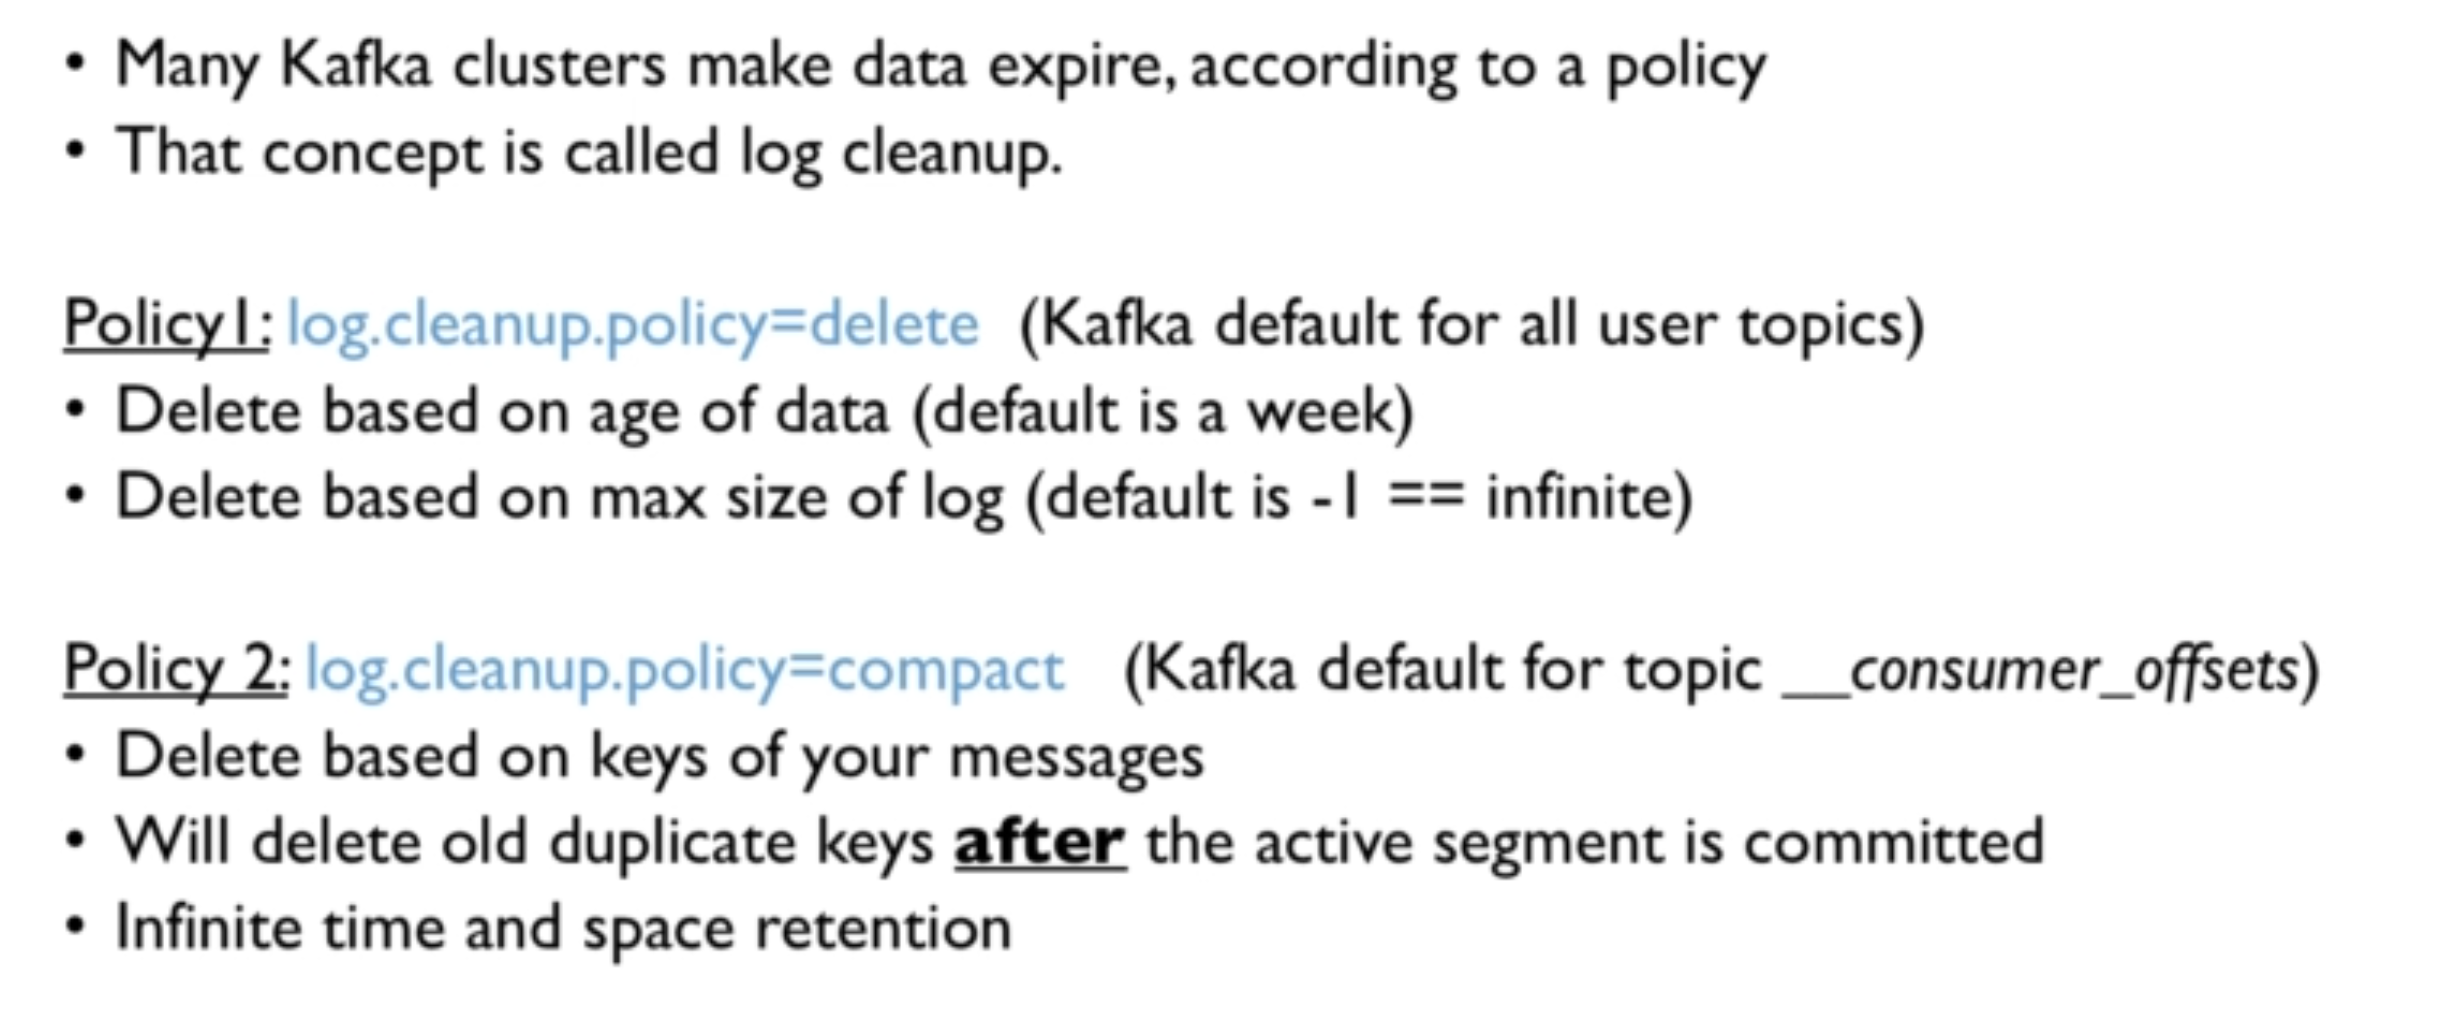 • Many Kafka clusters make data expire, according to a policy
• That concept is called log cleanup.
Policy1: log.cleanup.policy=delete (Kafka default for all user topics)
• Delete based on age of data (default is a week)
• Delete based on max size of log (default is -1 == infinite)
Policy 2: log.cleanup.policy=compact (Kafka default for topic __consumer_offsets)
• Delete based on keys of your messages
• Will delete old duplicate keys after the active segment is committed
• Infinite time and space retention